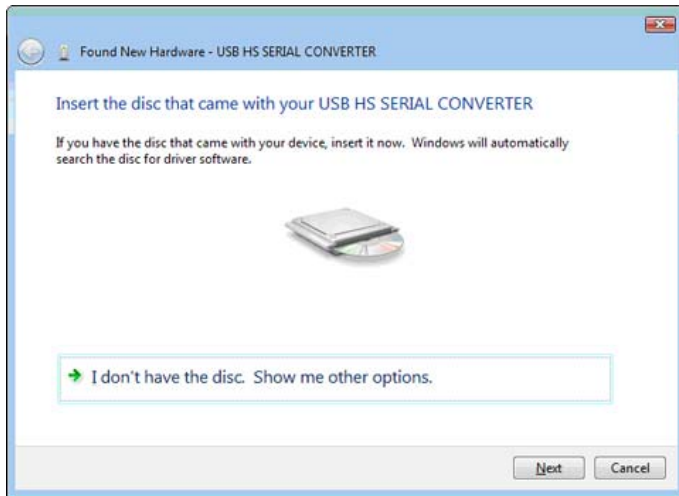 Found New Hardware - USB HS SERIAL CONVERTER
Insert the disc that came with your USB HS SERIAL CONVERTER
If you have the disc that came with your device, insert it now. Windows will automatically
search the disc for driver software.
I don't have the disc. Show me other options.
Next Cancel